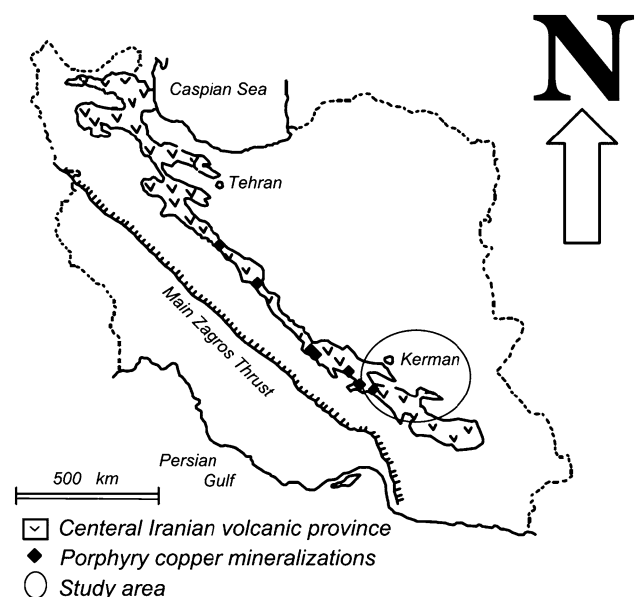 N
Caspian Sea
Tehran
Main Zagros Thrust
Kerman
Persian
Gulf
500 km
Centeral Iranian volcanic province
Porphyry copper mineralizations
Study area